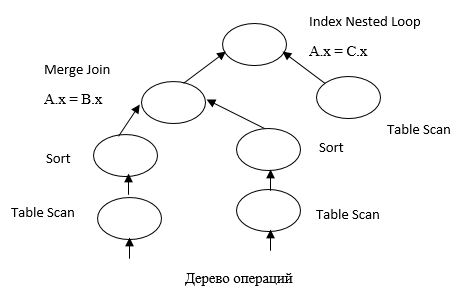 Index Nested Loop
A.x = C.x
Merge Join
A.x = B.x
Table Scan
Sort
Sort
Table Scan
Table Scan
Дерево операций